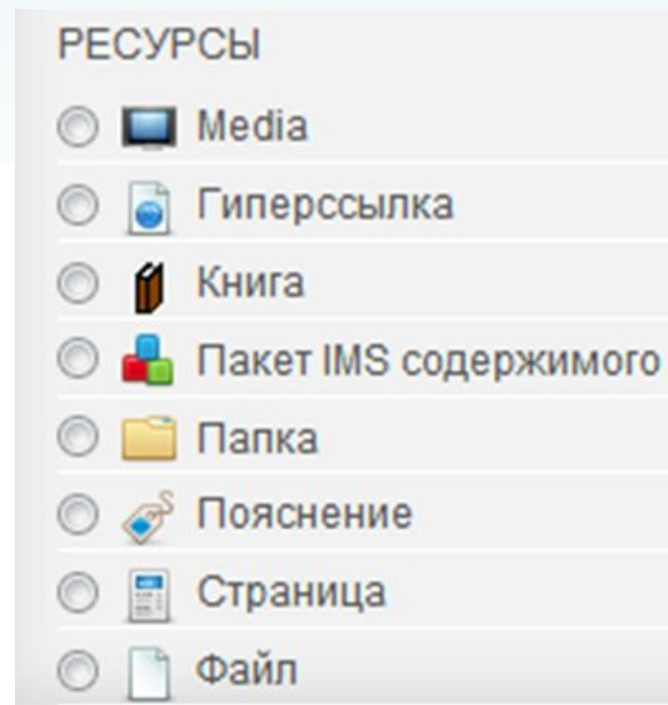 РЕСУРСЫ
Media
Гиперссылка
Книга
Пакет IMS содержимого
Папка
Пояснение
Страница
Файл